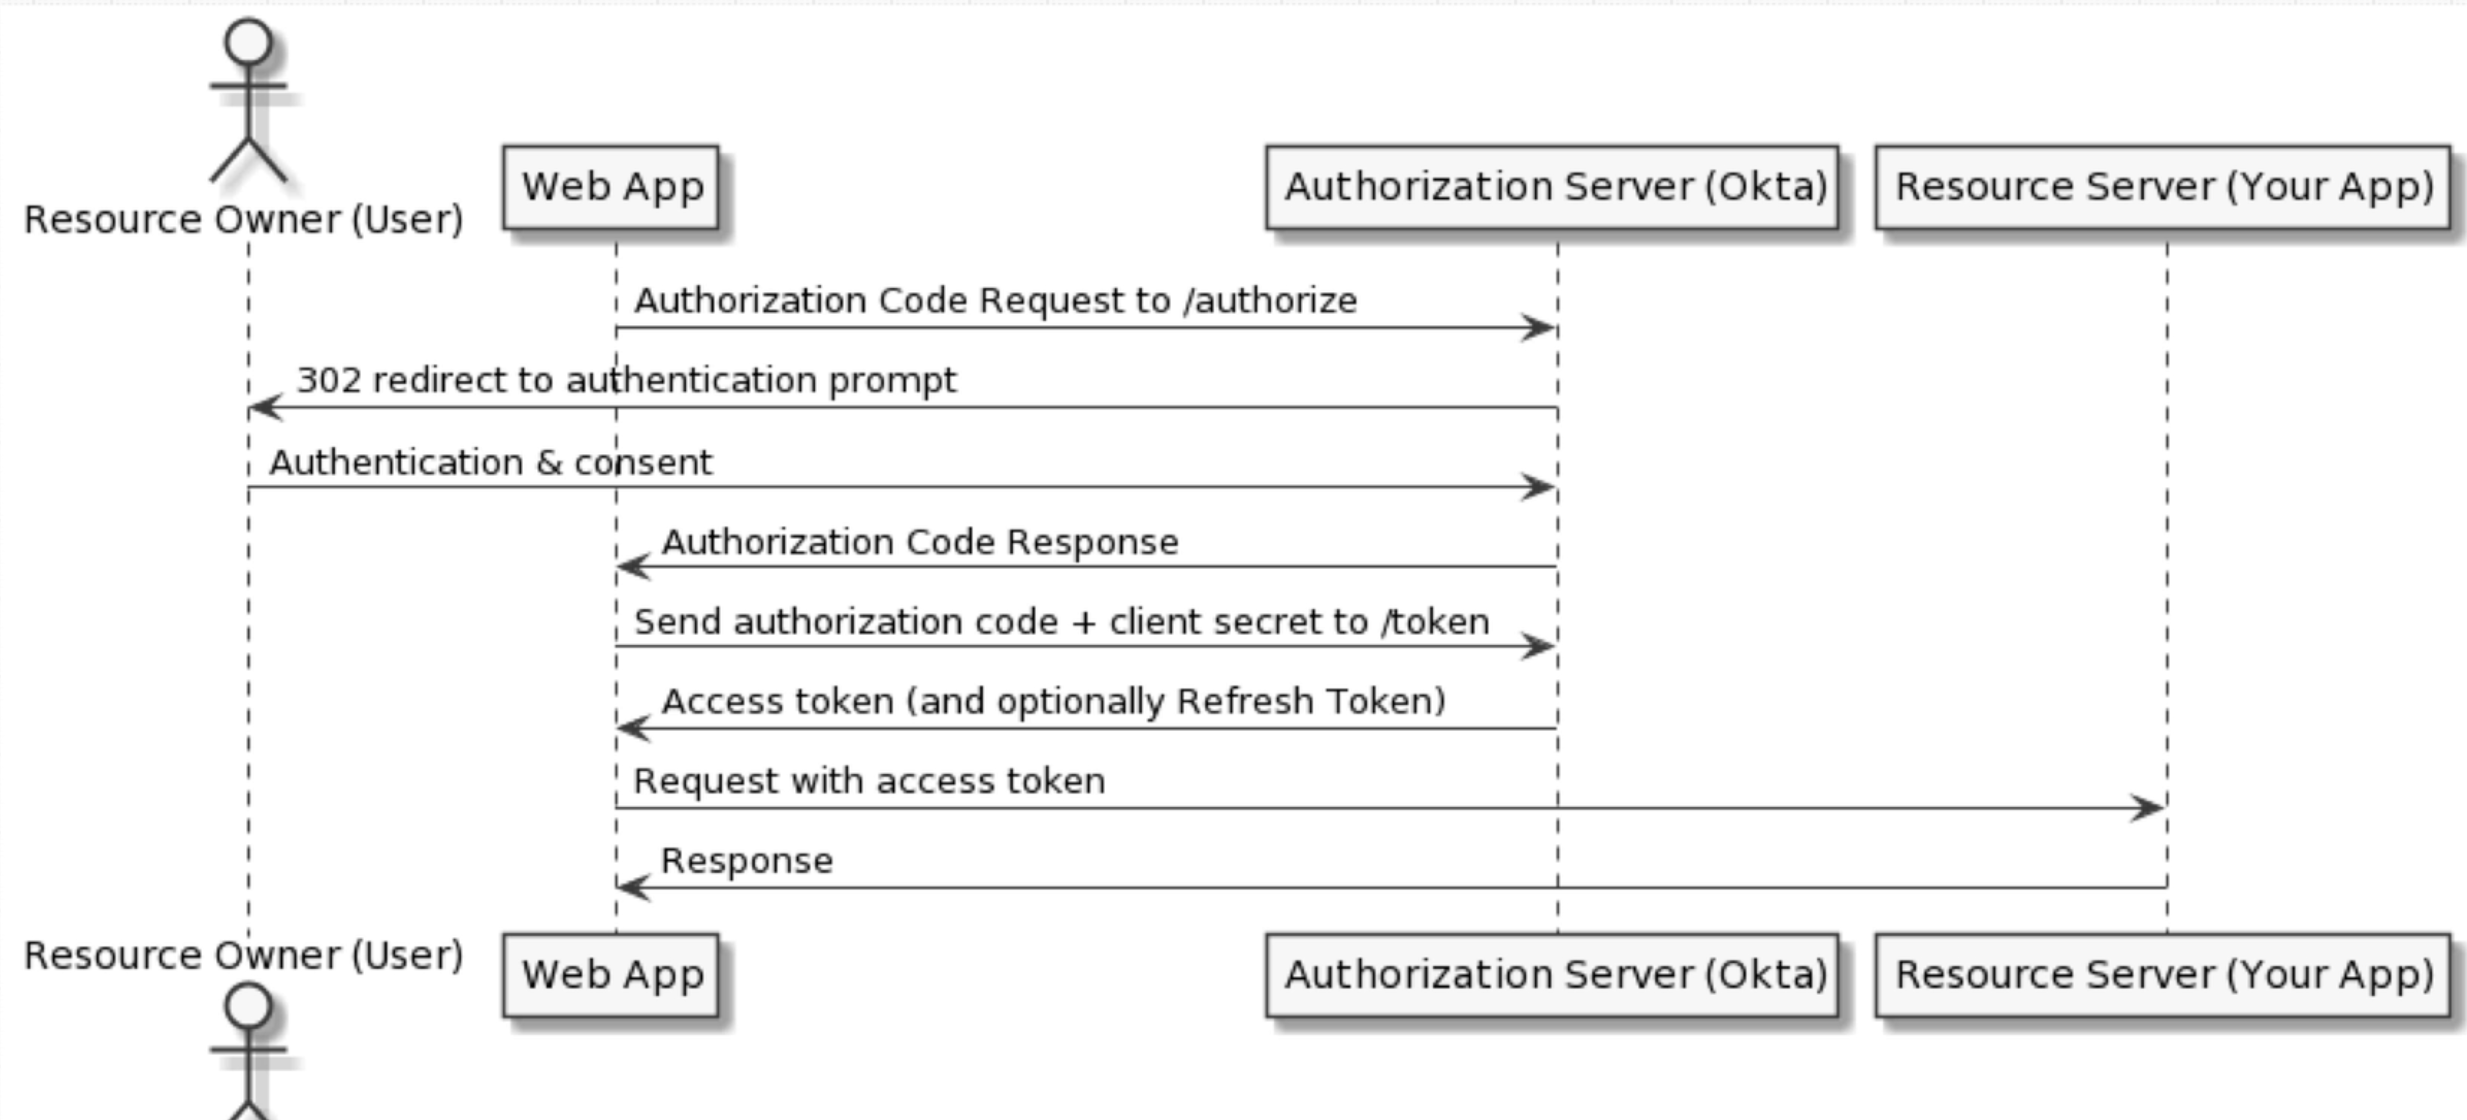 Resource Owner (User)
Web App
Authorization Server (Okta)
Resource Server (Your App)
Authorization Code Request to /authorize
302 redirect to authentication prompt
Authentication & consent
Authorization Code Response
Send authorization code + client secret to /token
Access token (and optionally Refresh Token)
Request with access token
Response
Resource Owner (User)
Web App
Authorization Server (Okta)
Resource Server (Your App)